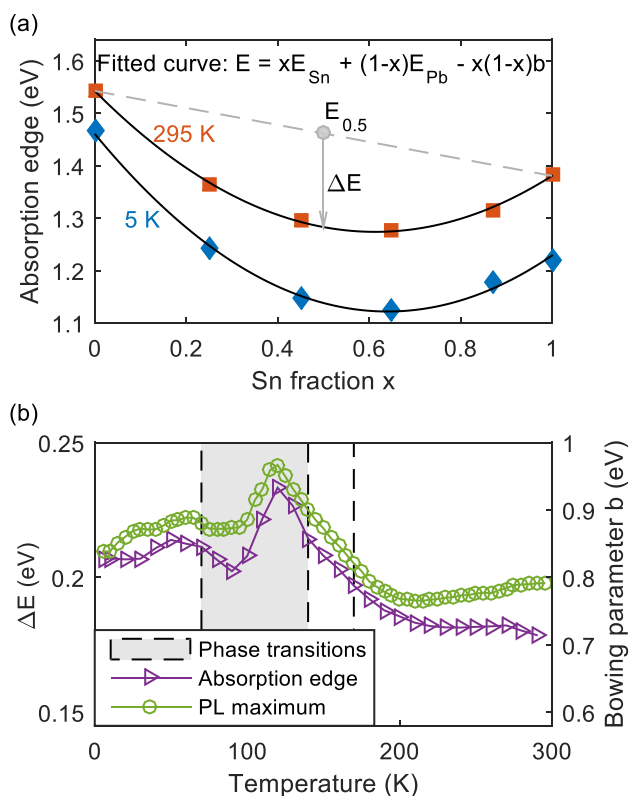 (a)
Fitted curve: E = xE_Sn + (1-x)E_Pb - x(1-x)b
E_0.5
295 K
ΔE
5 K
1.6
1.5
1.4
1.3
1.2
1.1
Absorption edge (eV)
0
0.2
0.4
0.6
0.8
1
Sn fraction x
(b)
0.25
0.2
0.15
ΔE (eV)
1
0.9
0.8
0.7
0.6
Bowing parameter b (eV)
Phase transitions
Absorption edge
PL maximum
0
100
200
300
Temperature (K)